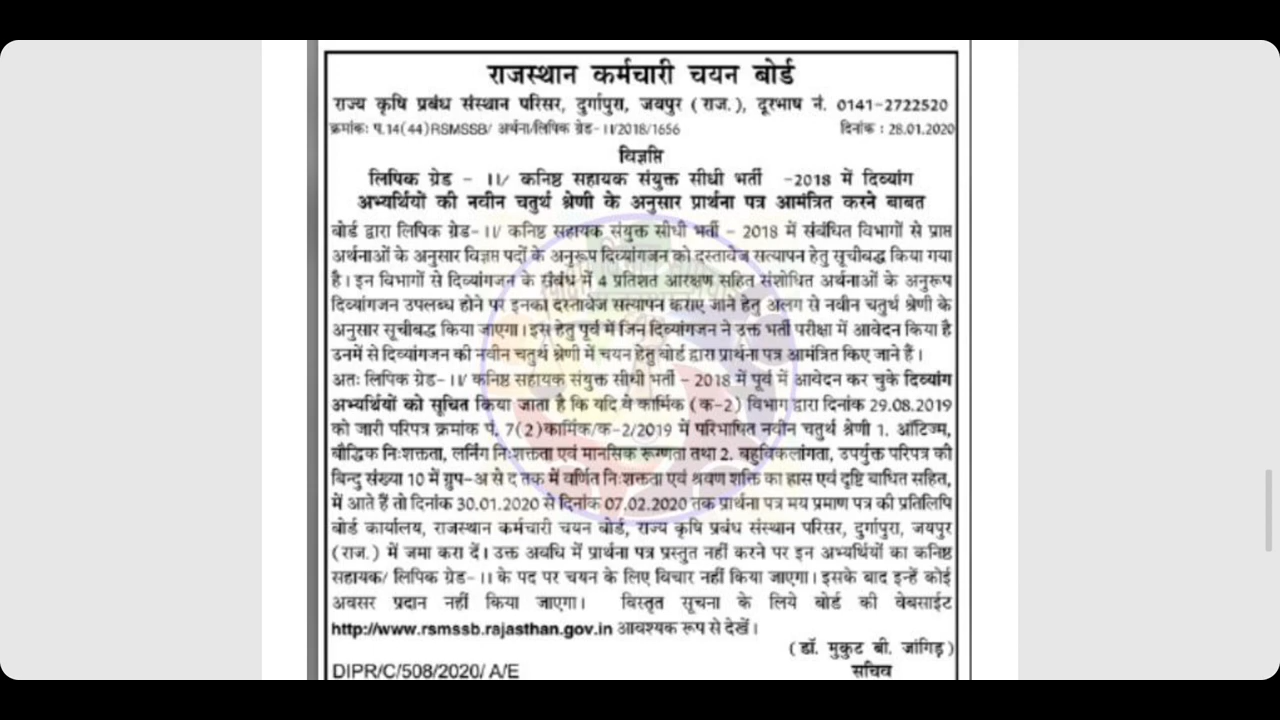 राजस्थान कर्मचारी चयन बोर्ड
राज्य कृषि प्रबंध संस्थान परिसर, दुर्गापुरा, जयपुर (राज.), दूरभाष नं. 0141-2722520
क्रमांकः प.14(44)RSMSSB/ अर्थना/लिपिक ग्रेड-II/2018/1656 दिनांक : 28.01.2020
विज्ञप्ति
लिपिक ग्रेड - II/ कनिष्ठ सहायक संयुक्त सीधी भर्ती -2018 में दिव्यांग
अभ्यर्थियों की नवीन चतुर्थ श्रेणी के अनुसार प्रार्थना पत्र आमंत्रित करने बाबत
बोर्ड द्वारा लिपिक ग्रेड-II/ कनिष्ठ सहायक संयुक्त सीधी भर्ती - 2018 में संबंधित विभागों से प्राप्त
अर्थनाओं के अनुसार विज्ञप्त पदों के अनुरूप दिव्यांगजन को दस्तावेज सत्यापन हेतु सूचीबद्ध किया गया
है। इन विभागों से दिव्यांगजन के संबंध में 4 प्रतिशत आरक्षण सहित संशोधित अर्थनाओं के अनुरूप
दिव्यांगजन उपलब्ध होने पर इनका दस्तावेज सत्यापन कराए जाने हेतु अलग से नवीन चतुर्थ श्रेणी के
अनुसार सूचीबद्ध किया जाएगा। इस हेतु पूर्व में जिन दिव्यांगजन ने उक्त भर्ती परीक्षा में आवेदन किया है
उनमें से दिव्यांगजन की नवीन चतुर्थ श्रेणी में चयन हेतु बोर्ड द्वारा प्रार्थना पत्र आमंत्रित किए जाने हैं।
अतः लिपिक ग्रेड-II/ कनिष्ठ सहायक संयुक्त सीधी भर्ती - 2018 में पूर्व में आवेदन कर चुके दिव्यांग
अभ्यर्थियों को सूचित किया जाता है कि यदि वे कार्मिक (क-2) विभाग द्वारा दिनांक 29.08.2019
को जारी परिपत्र क्रमांक प. 7(2)कार्मिक/क-2/2019 में परिभाषित नवीन चतुर्थ श्रेणी 1. ऑटिज्म,
बौद्धिक निःशक्तता, लर्निंग निःशक्तता एवं मानसिक रूग्णता तथा 2. बहुविकलांगता, उपर्युक्त परिपत्र की
बिन्दु संख्या 10 में ग्रुप-अ से द तक में वर्णित निःशक्तता एवं श्रवण शक्ति का ह्रास एवं दृष्टि बाधित सहित,
में आते हैं तो दिनांक 30.01.2020 से दिनांक 07.02.2020 तक प्रार्थना पत्र मय प्रमाण पत्र की प्रतिलिपि
बोर्ड कार्यालय, राजस्थान कर्मचारी चयन बोर्ड, राज्य कृषि प्रबंध संस्थान परिसर, दुर्गापुरा, जयपुर
(राज.) में जमा करा दें। उक्त अवधि में प्रार्थना पत्र प्रस्तुत नहीं करने पर इन अभ्यर्थियों का कनिष्ठ
सहायक/ लिपिक ग्रेड-II के पद पर चयन के लिए विचार नहीं किया जाएगा। इसके बाद इन्हें कोई
अवसर प्रदान नहीं किया जाएगा। विस्तृत सूचना के लिये बोर्ड की वेबसाईट
http://www.rsmssb.rajasthan.gov.in आवश्यक रूप से देखें।
(डॉ. मुकुट बी. जांगिड़)
DIPR/C/508/2020/ A/E सचिव